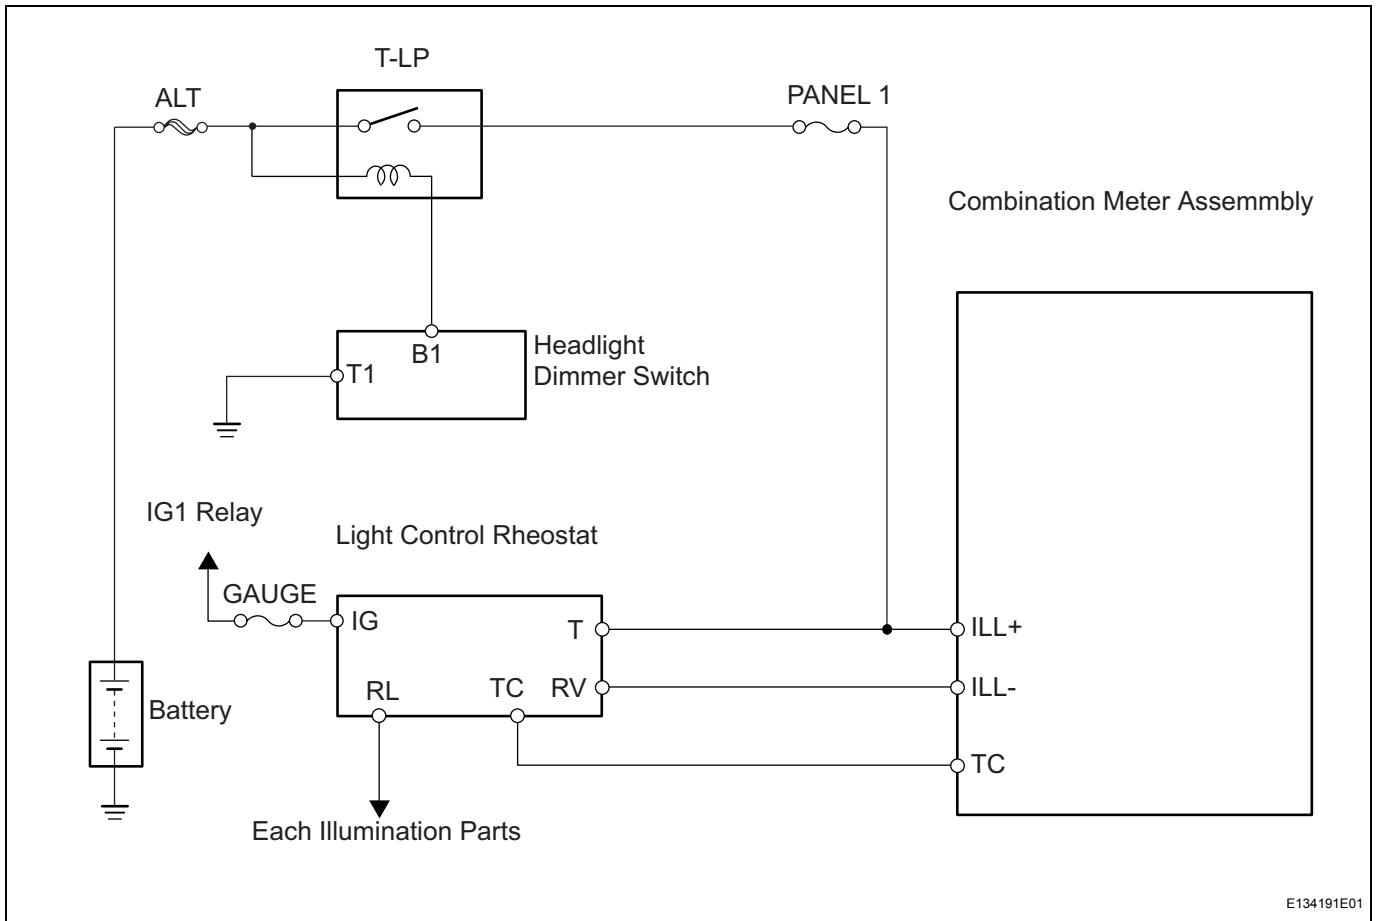 T-LP
ALT
PANEL 1
Combination Meter Assemmbly
B1
T1
Headlight
Dimmer Switch
IG1 Relay
Light Control Rheostat
GAUGE
IG
T
ILL+
RL
TC
RV
ILL-
Battery
TC
Each Illumination Parts
E134191E01